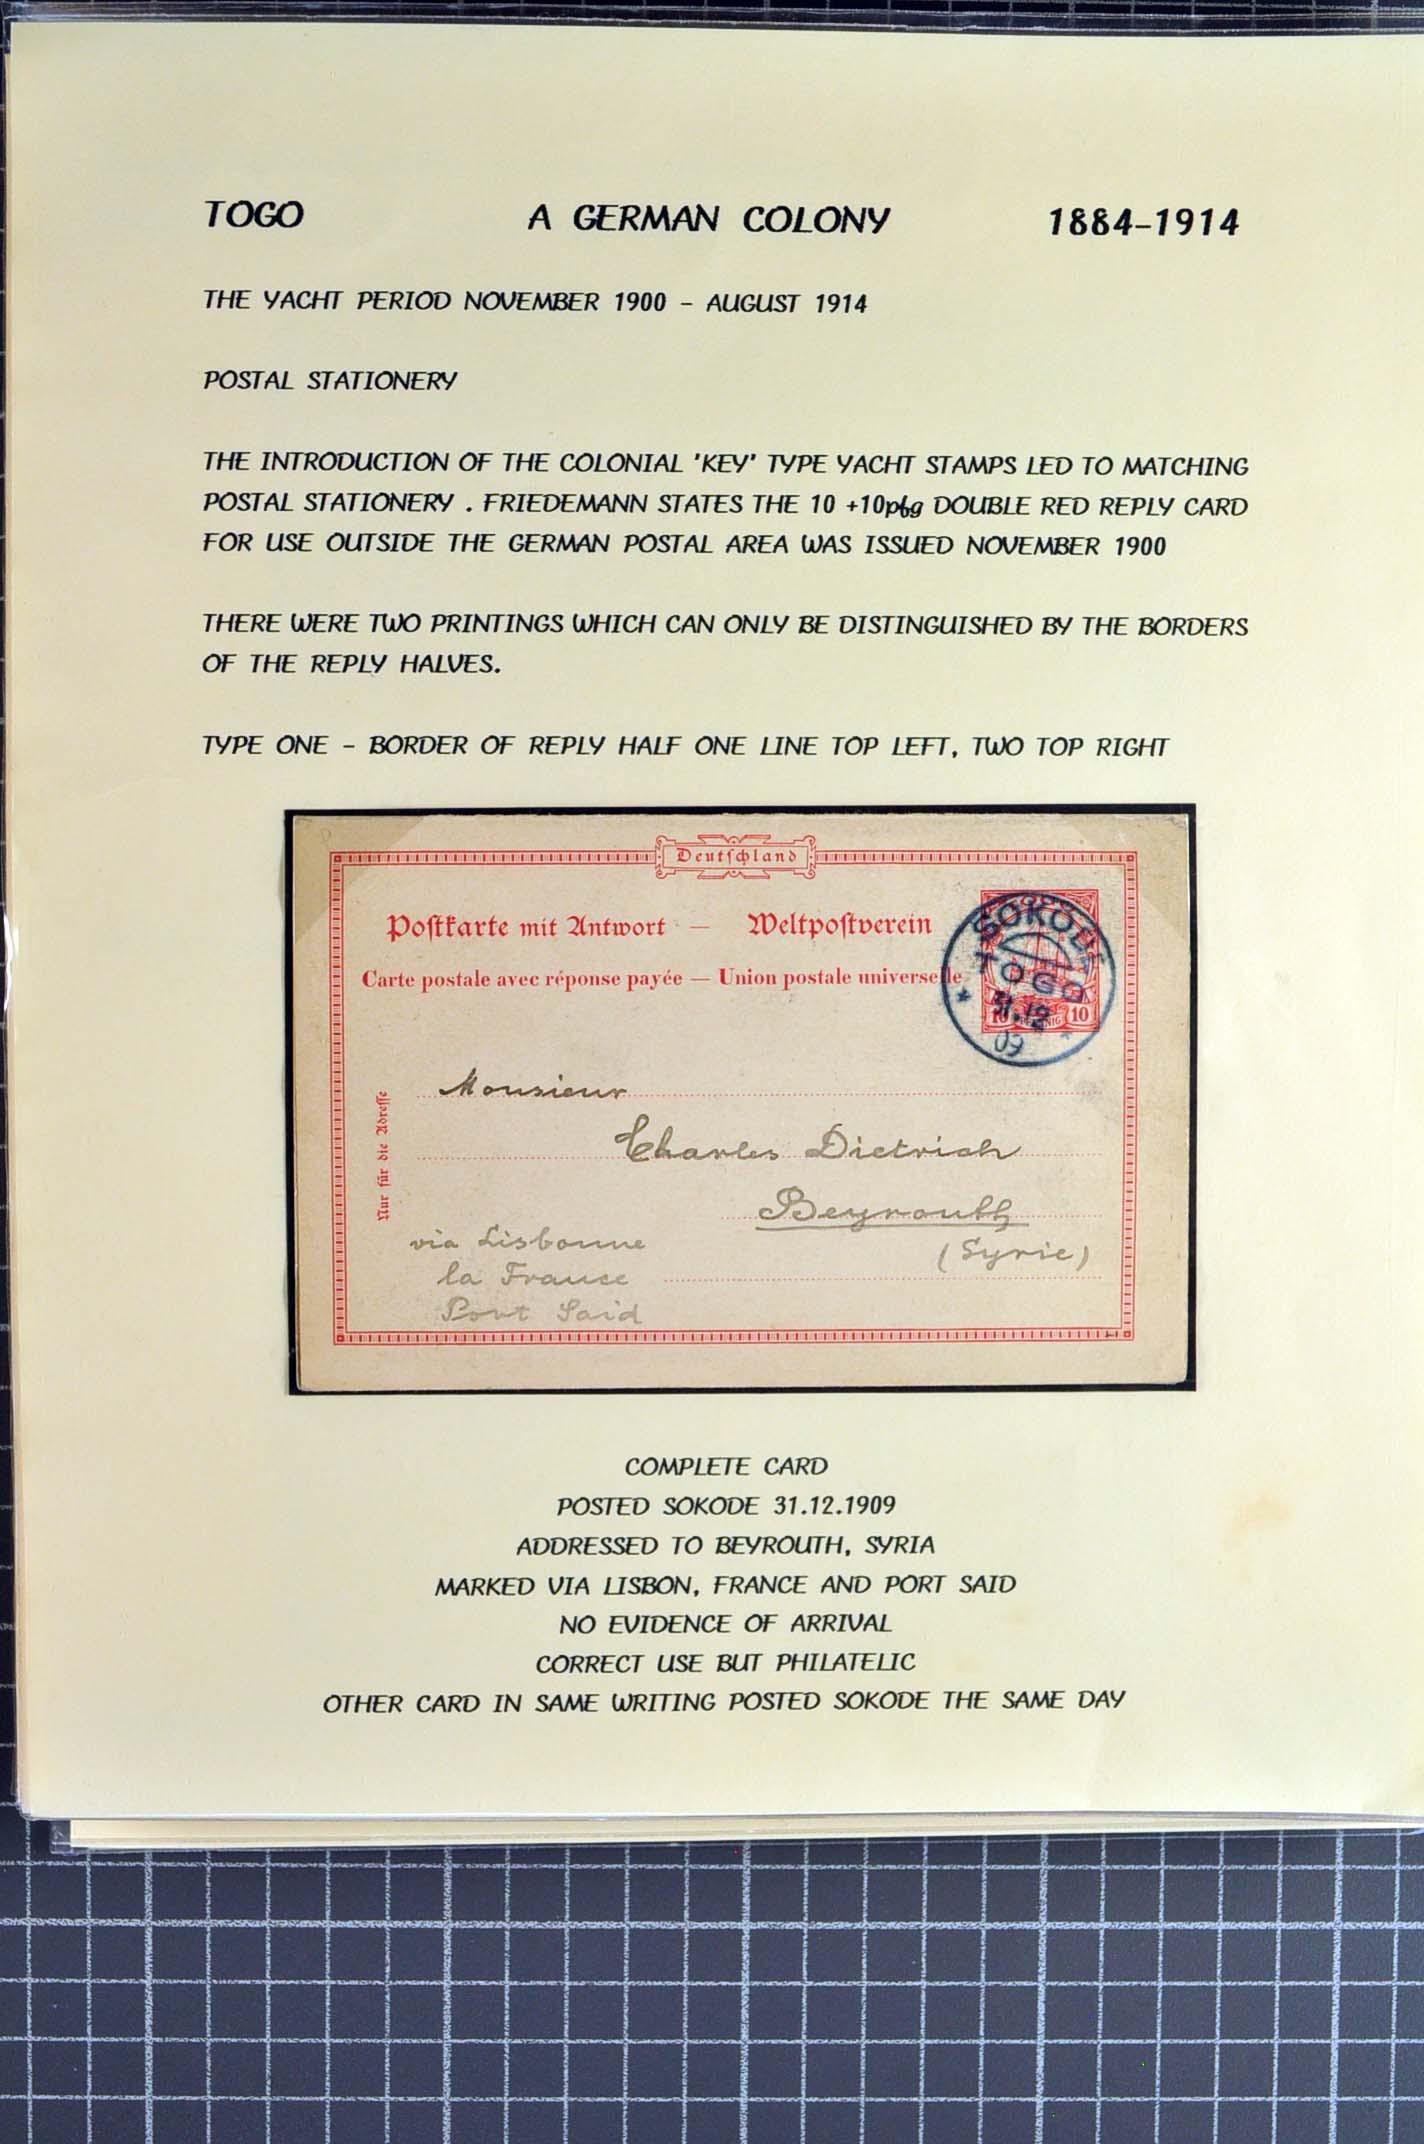 TOGO A GERMAN COLONY 1884-1914
THE YACHT PERIOD NOVEMBER 1900 - AUGUST 1914
POSTAL STATIONERY
THE INTRODUCTION OF THE COLONIAL 'KEY' TYPE YACHT STAMPS LED TO MATCHING
POSTAL STATIONERY . FRIEDEMANN STATES THE 10 +10pfg DOUBLE RED REPLY CARD
FOR USE OUTSIDE THE GERMAN POSTAL AREA WAS ISSUED NOVEMBER 1900
THERE WERE TWO PRINTINGS WHICH CAN ONLY BE DISTINGUISHED BY THE BORDERS
OF THE REPLY HALVES.
TYPE ONE - BORDER OF REPLY HALF ONE LINE TOP LEFT, TWO TOP RIGHT
Deutschland
Postkarte mit Antwort — Weltpostverein
Carte postale avec réponse payée — Union postale universelle
SOKODE
TOGO
31.12
09
10 PFENNIG 10
Nur für die Adresse
Monsieur
Charles Dietrich
Beyrouth
(Syrie)
via Lisbonne
la France
Port Said
COMPLETE CARD
POSTED SOKODE 31.12.1909
ADDRESSED TO BEYROUTH, SYRIA
MARKED VIA LISBON, FRANCE AND PORT SAID
NO EVIDENCE OF ARRIVAL
CORRECT USE BUT PHILATELIC
OTHER CARD IN SAME WRITING POSTED SOKODE THE SAME DAY